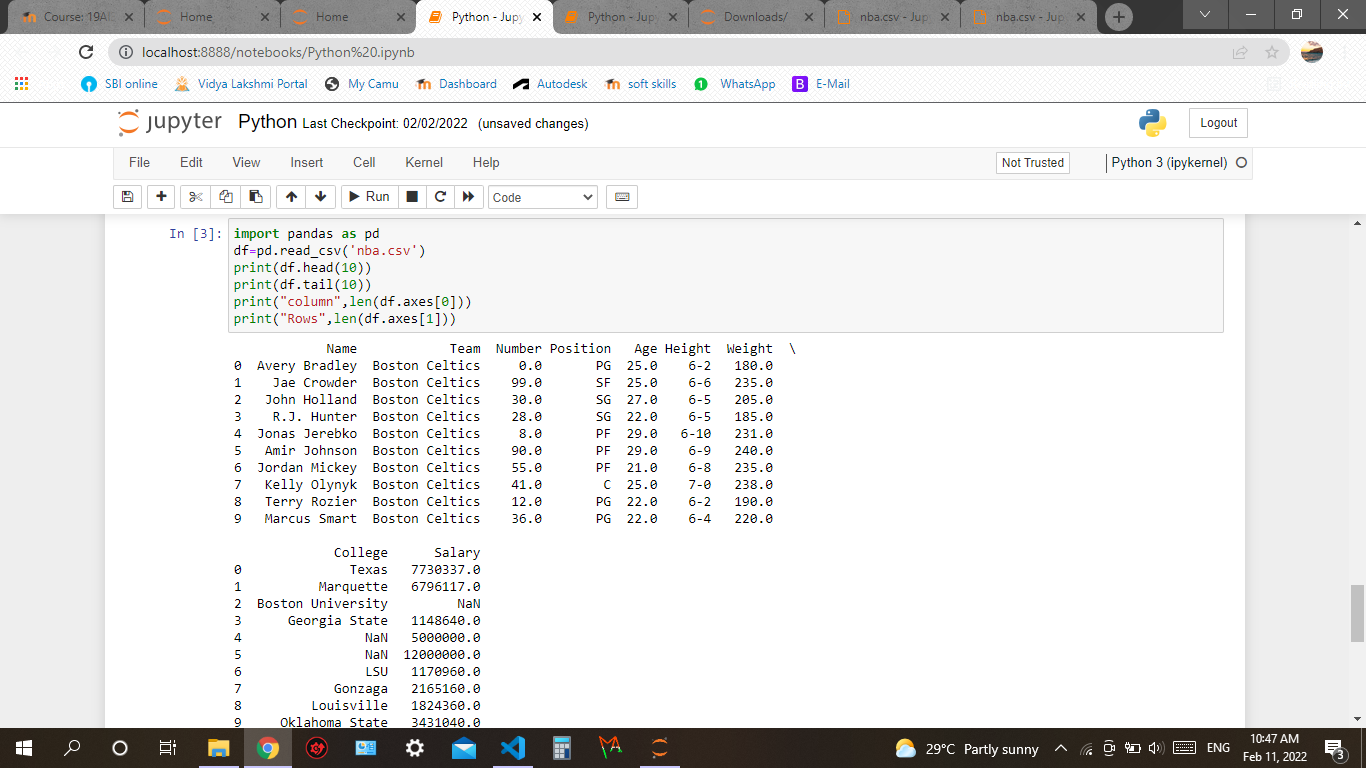 Course: 19AI
Home
Home
Python - Jupy
Python - Jup
Downloads/
nba.csv - Jup
nba.csv - Jup
localhost:8888/notebooks/Python%20.ipynb
SBI online Vidya Lakshmi Portal My Camu Dashboard Autodesk soft skills 1 WhatsApp B E-Mail
jupyter Python Last Checkpoint: 02/02/2022 (unsaved changes) Logout
File Edit View Insert Cell Kernel Help Not Trusted Python 3 (ipykernel)
Run Code
In [3]: import pandas as pd
df=pd.read_csv('nba.csv')
print(df.head(10))
print(df.tail(10))
print("column",len(df.axes[0]))
print("Rows",len(df.axes[1]))
Name Team Number Position Age Height Weight \
0 Avery Bradley Boston Celtics 0.0 PG 25.0 6-2 180.0
1 Jae Crowder Boston Celtics 99.0 SF 25.0 6-6 235.0
2 John Holland Boston Celtics 30.0 SG 27.0 6-5 205.0
3 R.J. Hunter Boston Celtics 28.0 SG 22.0 6-5 185.0
4 Jonas Jerebko Boston Celtics 8.0 PF 29.0 6-10 231.0
5 Amir Johnson Boston Celtics 90.0 PF 29.0 6-9 240.0
6 Jordan Mickey Boston Celtics 55.0 PF 21.0 6-8 235.0
7 Kelly Olynyk Boston Celtics 41.0 C 25.0 7-0 238.0
8 Terry Rozier Boston Celtics 12.0 PG 22.0 6-2 190.0
9 Marcus Smart Boston Celtics 36.0 PG 22.0 6-4 220.0
College Salary
0 Texas 7730337.0
1 Marquette 6796117.0
2 Boston University NaN
3 Georgia State 1148640.0
4 NaN 5000000.0
5 NaN 12000000.0
6 LSU 1170960.0
7 Gonzaga 2165160.0
8 Louisville 1824360.0
9 Oklahoma State 3431040.0
29°C Partly sunny ENG 10:47 AM
Feb 11, 2022 3